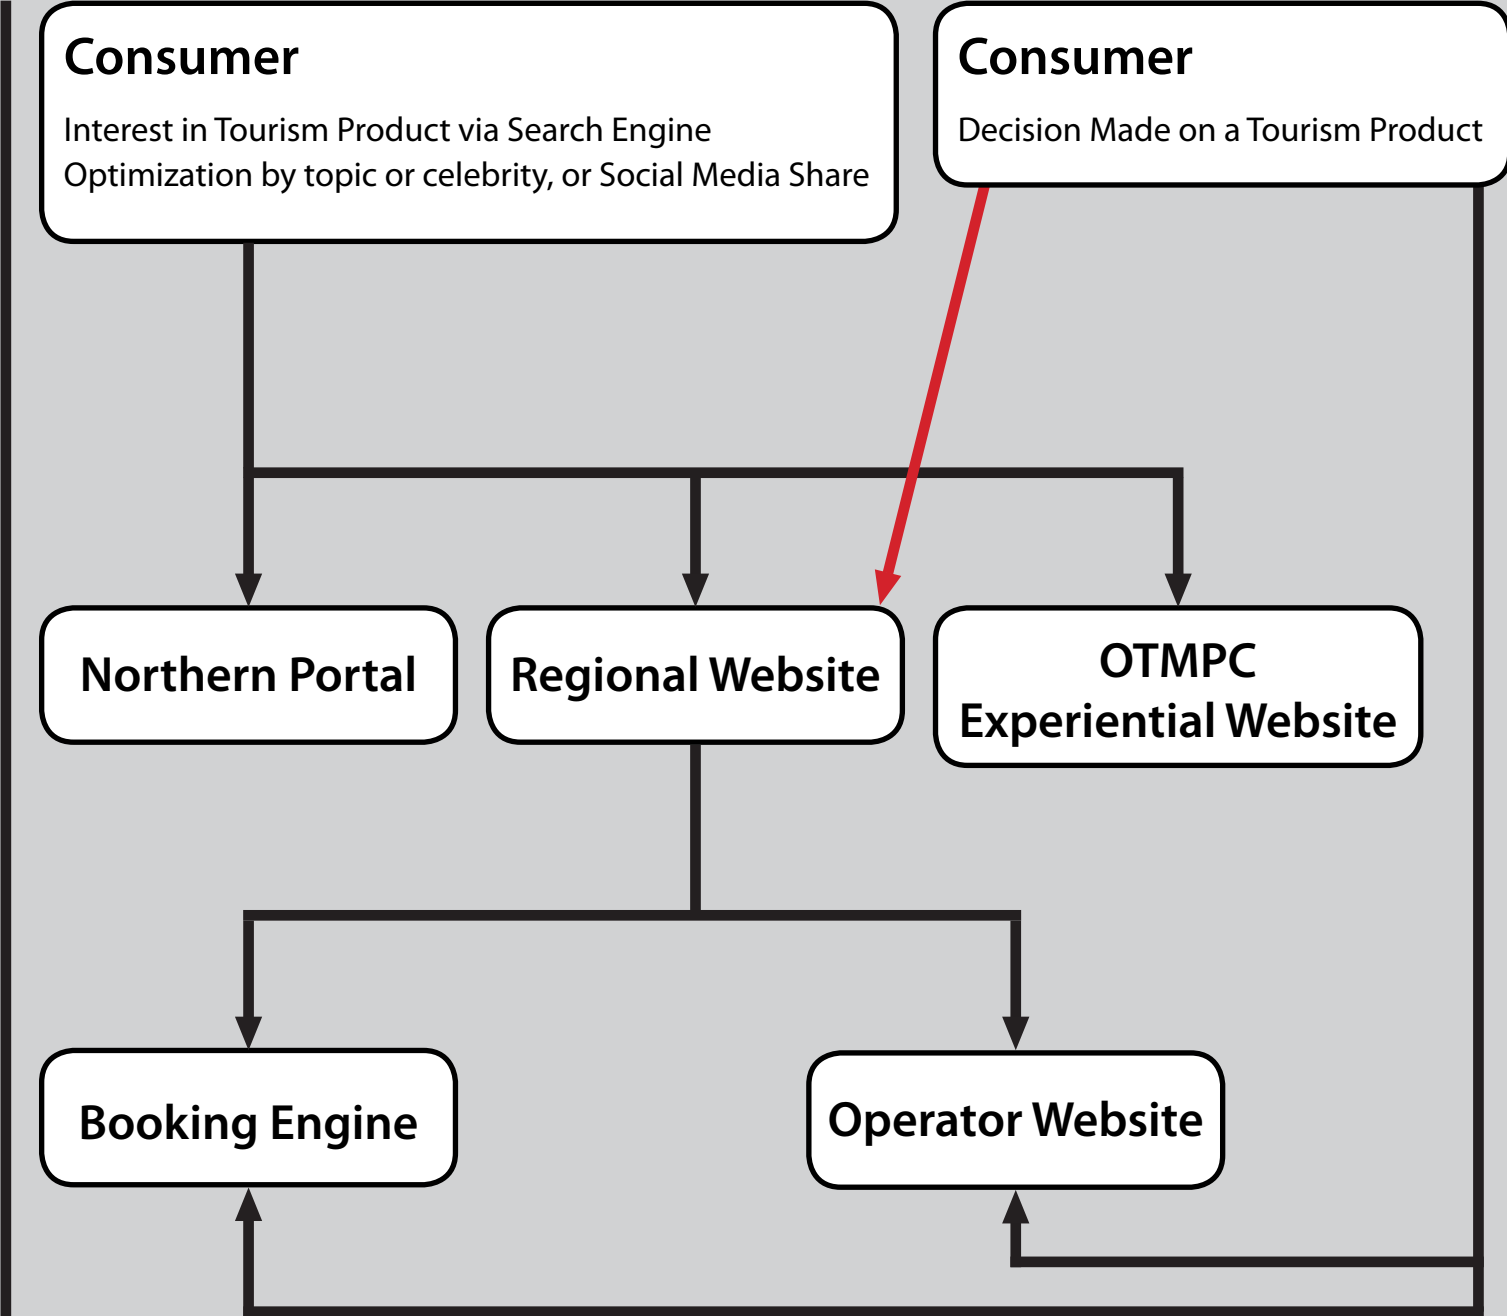 Consumer
Interest in Tourism Product via Search Engine
Optimization by topic or celebrity, or Social Media Share
Consumer
Decision Made on a Tourism Product
Northern Portal
Regional Website
OTMPC
Experiential Website
Booking Engine
Operator Website